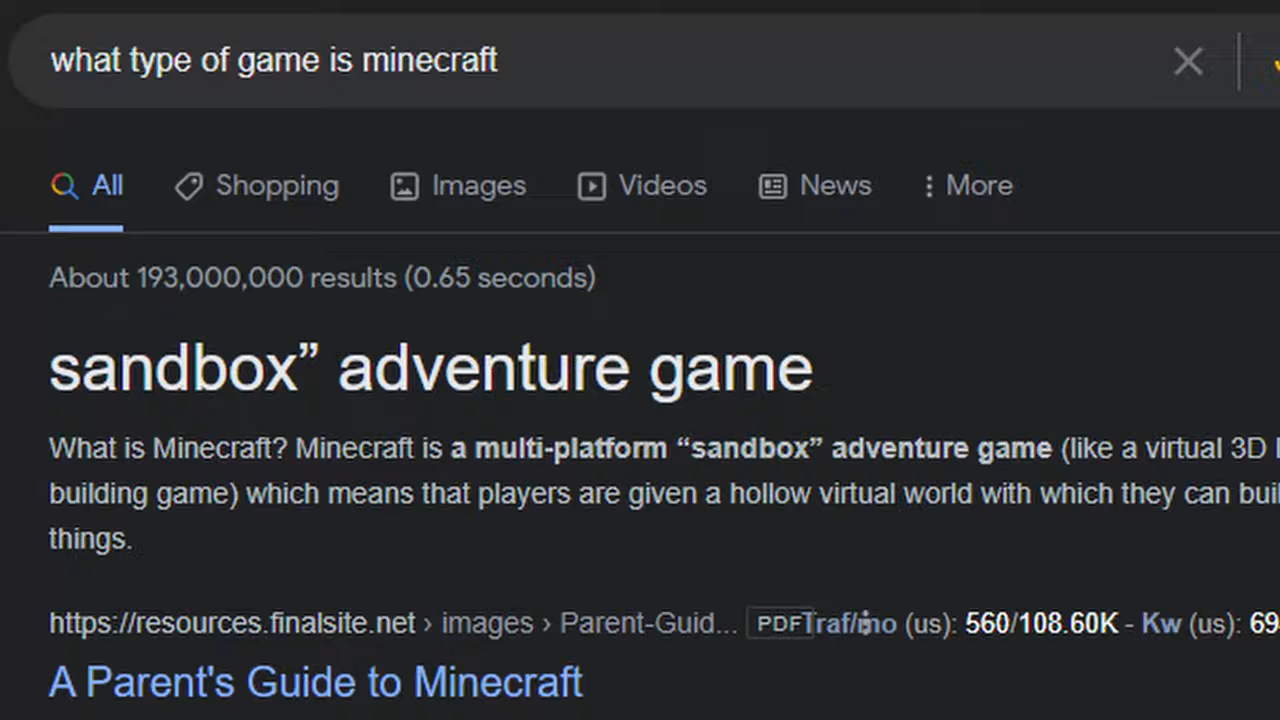 what type of game is minecraft
All Shopping Images Videos News More
About 193,000,000 results (0.65 seconds)
sandbox” adventure game
What is Minecraft? Minecraft is a multi-platform “sandbox” adventure game (like a virtual 3D
building game) which means that players are given a hollow virtual world with which they can buil
things.
https://resources.finalsite.net › images › Parent-Guid... PDF Traf/mo (us): 560/108.60K - Kw (us): 69
A Parent's Guide to Minecraft